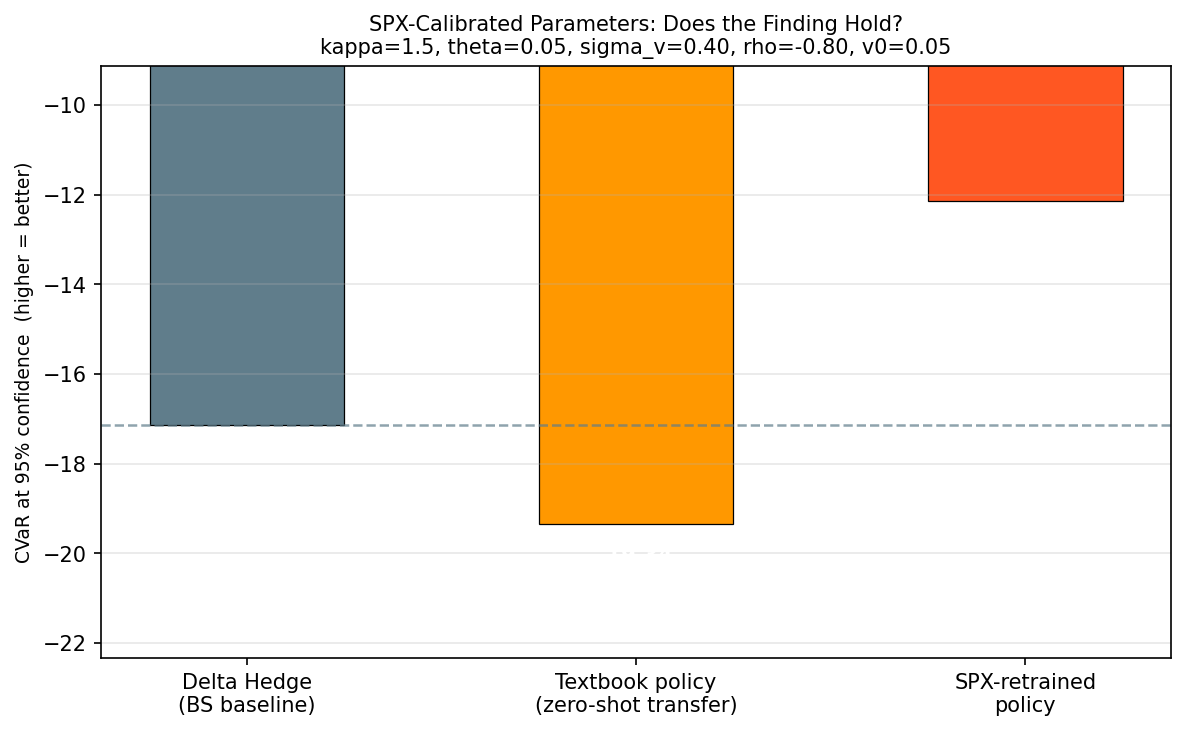 SPX-Calibrated Parameters: Does the Finding Hold?
kappa=1.5, theta=0.05, sigma_v=0.40, rho=-0.80, v0=0.05
CVaR at 95% confidence  (higher = better)
−10
−12
−14
−16
−18
−20
−22
Delta Hedge
(BS baseline)
Textbook policy
(zero-shot transfer)
SPX-retrained
policy